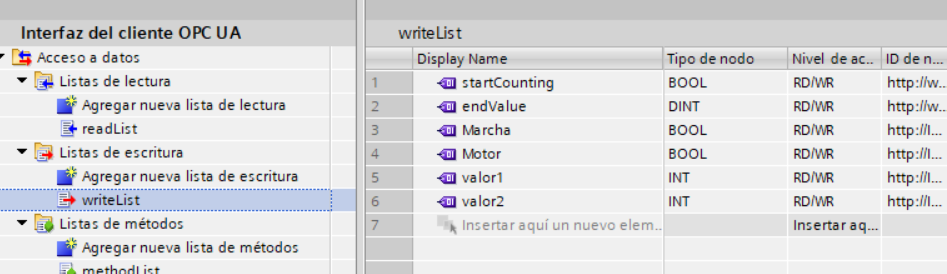 Interfaz del cliente OPC UA
Acceso a datos
Listas de lectura
Agregar nueva lista de lectura
readList
Listas de escritura
Agregar nueva lista de escritura
writeList
Listas de métodos
Agregar nueva lista de métodos
methodList
writeList
Display Name Tipo de nodo Nivel de ac.. ID de n...
1 startCounting BOOL RD/WR http://w...
2 endValue DINT RD/WR http://w...
3 Marcha BOOL RD/WR http://I...
4 Motor BOOL RD/WR http://I...
5 valor1 INT RD/WR http://I...
6 valor2 INT RD/WR http://I...
7 Insertar aquí un nuevo elem... Insertar aq...